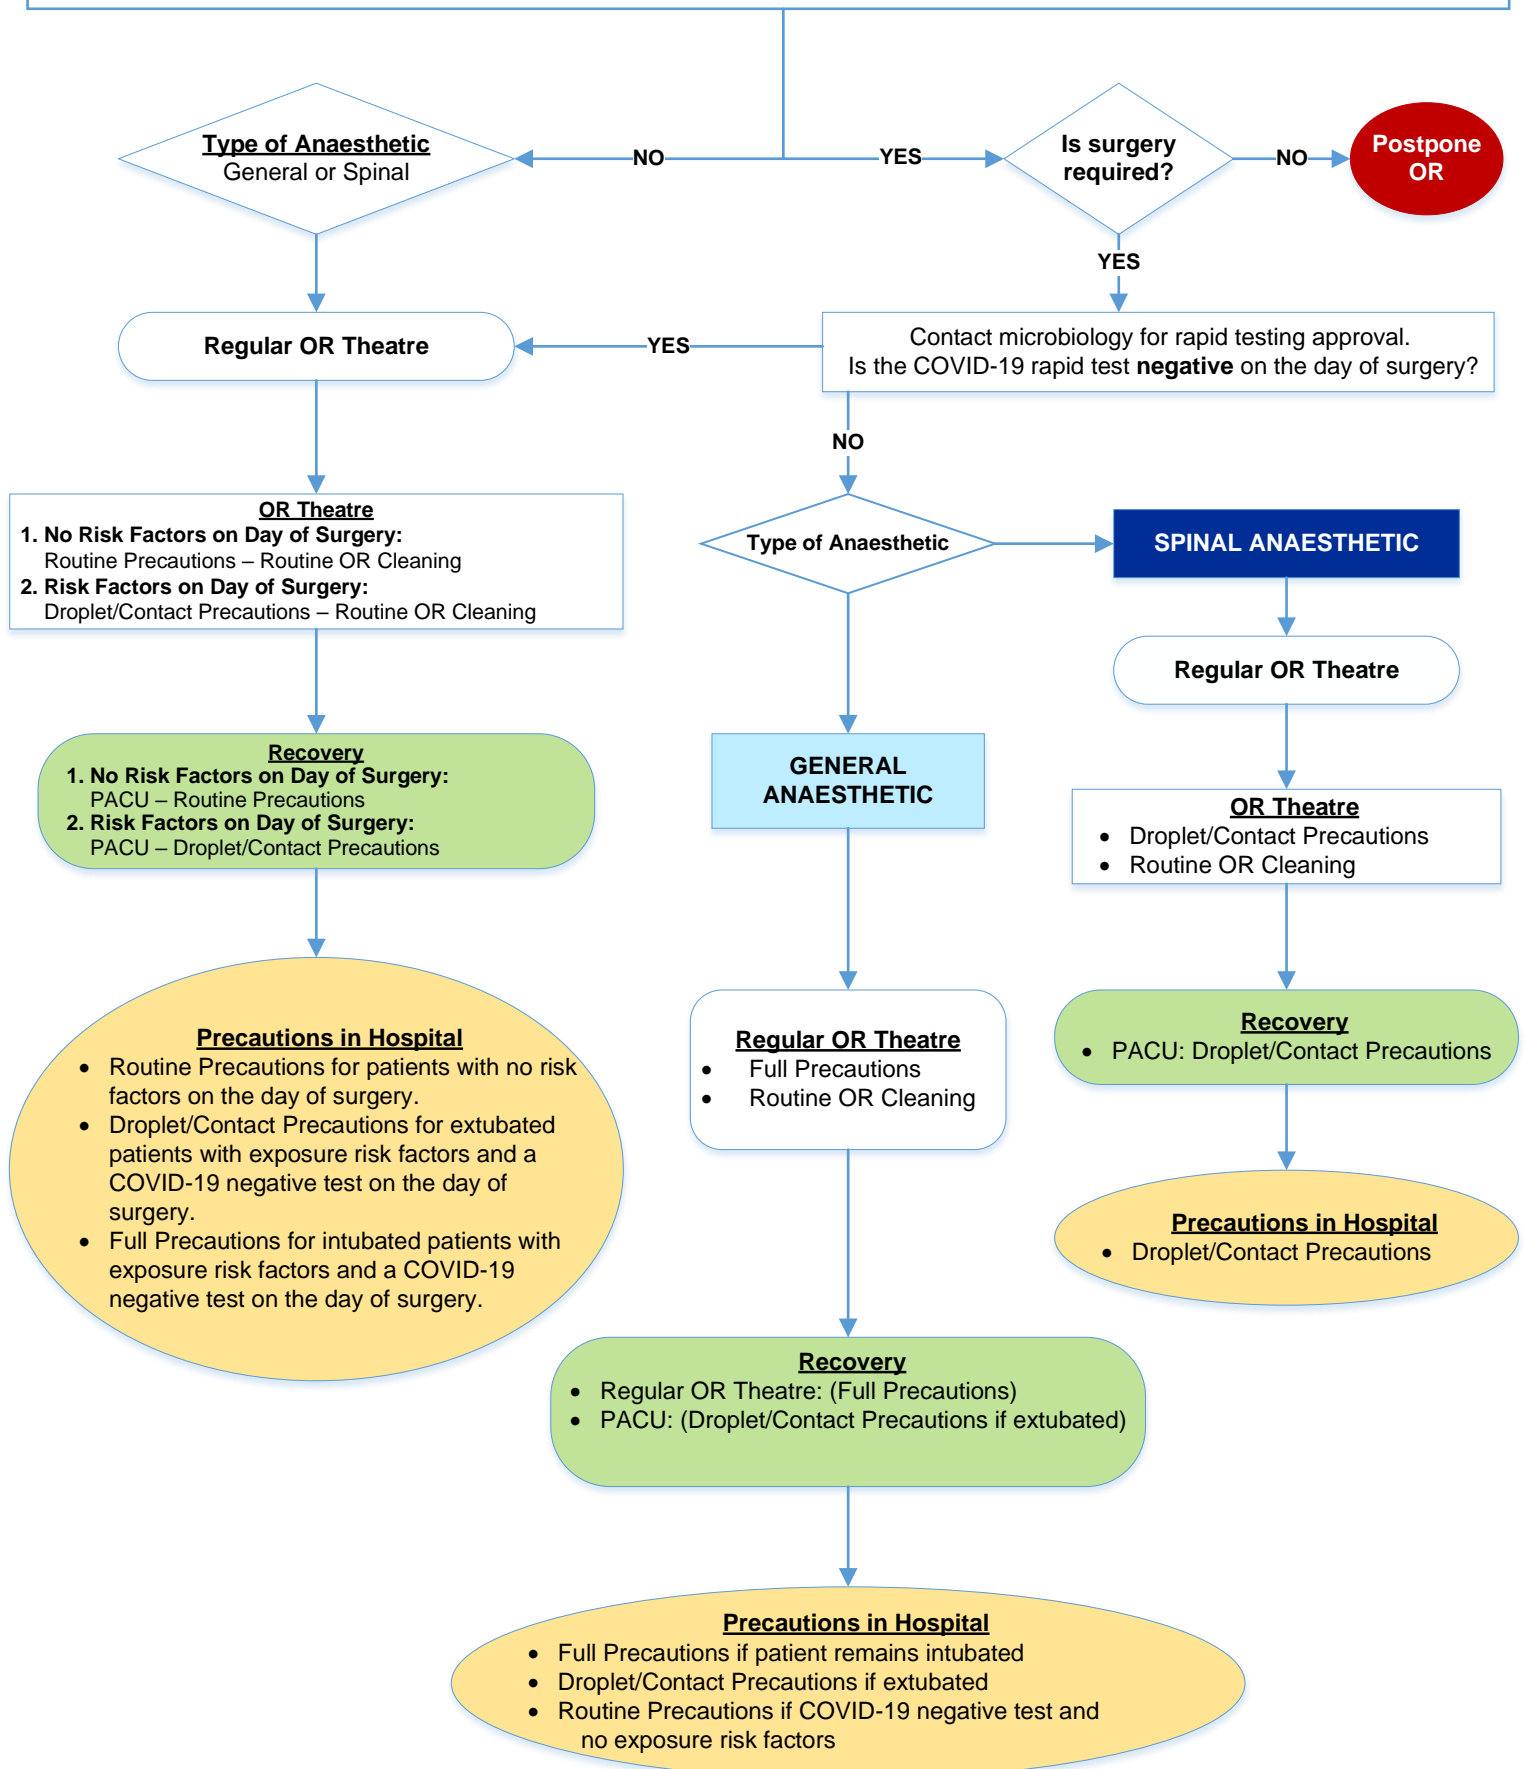 Type of Anaesthetic
General or Spinal
NO
YES
Is surgery
required?
NO
Postpone
OR
YES
Regular OR Theatre
YES
Contact microbiology for rapid testing approval.
Is the COVID-19 rapid test negative on the day of surgery?
NO
OR Theatre
1. No Risk Factors on Day of Surgery:
Routine Precautions – Routine OR Cleaning
2. Risk Factors on Day of Surgery:
Droplet/Contact Precautions – Routine OR Cleaning
Type of Anaesthetic
SPINAL ANAESTHETIC
Regular OR Theatre
Recovery
1. No Risk Factors on Day of Surgery:
PACU – Routine Precautions
2. Risk Factors on Day of Surgery:
PACU – Droplet/Contact Precautions
GENERAL
ANAESTHETIC
OR Theatre
• Droplet/Contact Precautions
• Routine OR Cleaning
Precautions in Hospital
• Routine Precautions for patients with no risk
factors on the day of surgery.
• Droplet/Contact Precautions for extubated
patients with exposure risk factors and a
COVID-19 negative test on the day of
surgery.
• Full Precautions for intubated patients with
exposure risk factors and a COVID-19
negative test on the day of surgery.
Regular OR Theatre
• Full Precautions
• Routine OR Cleaning
Recovery
• PACU: Droplet/Contact Precautions
Precautions in Hospital
• Droplet/Contact Precautions
Recovery
• Regular OR Theatre: (Full Precautions)
• PACU: (Droplet/Contact Precautions if extubated)
Precautions in Hospital
• Full Precautions if patient remains intubated
• Droplet/Contact Precautions if extubated
• Routine Precautions if COVID-19 negative test and
no exposure risk factors